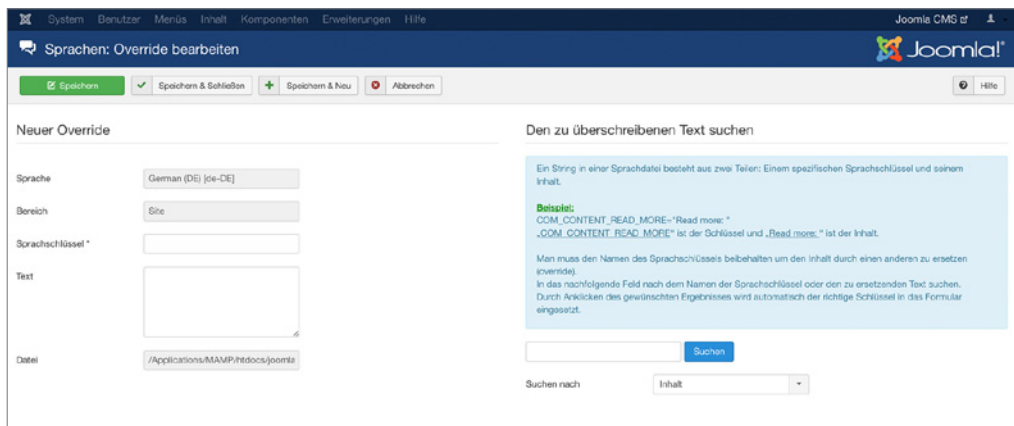 System Benutzer Menüs Inhalt Komponenten Erweiterungen Hilfe Joomla CMS
Sprachen: Override bearbeiten Joomla!®
Speichern Speichern & Schließen Speichern & Neu Abbrechen Hilfe
Neuer Override
Sprache German (DE) [de-DE]
Bereich Site
Sprachschlüssel *
Text
Datei /Applications/MAMP/htdocs/joomla
Den zu überschreibenen Text suchen
Ein String in einer Sprachdatei besteht aus zwei Teilen: Einem spezifischen Sprachschlüssel und seinem
Inhalt.
Beispiel:
COM_CONTENT_READ_MORE="Read more: "
„COM_CONTENT_READ_MORE“ ist der Schlüssel und „Read more: “ ist der Inhalt.
Man muss den Namen des Sprachschlüssels beibehalten um den Inhalt durch einen anderen zu ersetzen
(override).
In das nachfolgende Feld nach dem Namen der Sprachschlüssel oder den zu ersetzenden Text suchen.
Durch Anklicken des gewünschten Ergebnisses wird automatisch der richtige Schlüssel in das Formular
eingesetzt.
Suchen
Suchen nach Inhalt